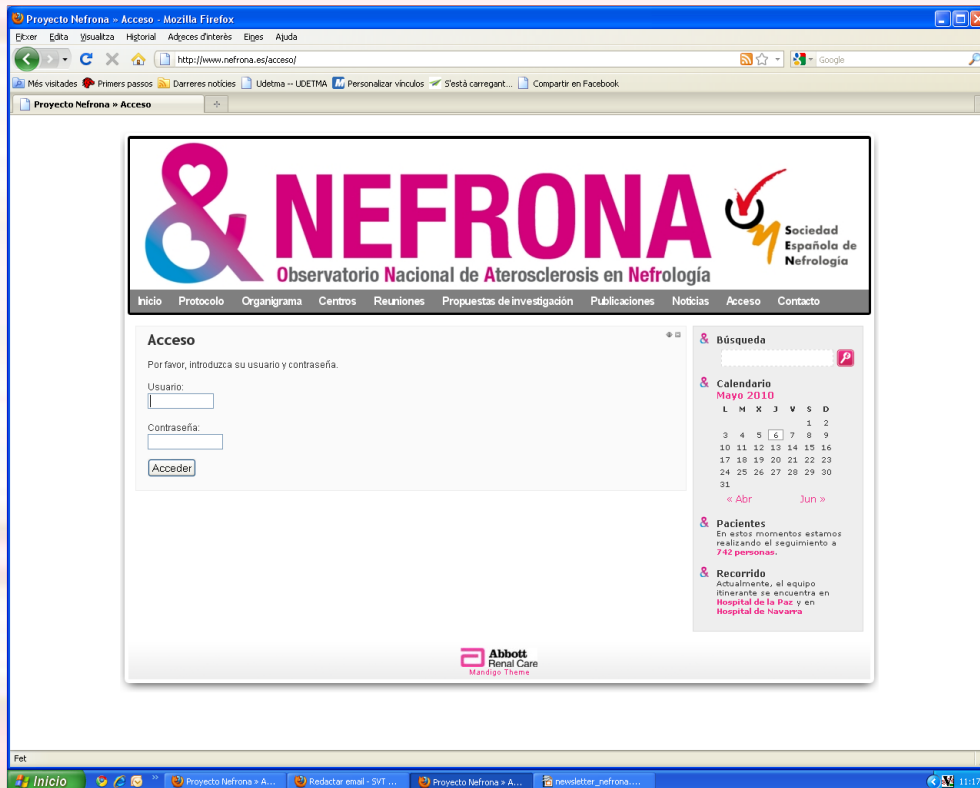 Proyecto Nefrona » Acceso - Mozilla Firefox
Fitxer Edita Visualitza Historial Adreces d'interès Eines Ajuda
http://www.nefrona.es/acceso/
Google
Més visitades Primers passos Darreres notícies Udetma -- UDETMA Personalizar vínculos S'està carregant... Compartir en Facebook
Proyecto Nefrona » Acceso
& NEFRONA
Observatorio Nacional de Aterosclerosis en Nefrología
Sociedad
Española de
Nefrología
Inicio Protocolo Organigrama Centros Reuniones Propuestas de investigación Publicaciones Noticias Acceso Contacto
Acceso
Por favor, introduzca su usuario y contraseña.
Usuario:
Contraseña:
Acceder
& Búsqueda
& Calendario
Mayo 2010
L M X J V S D
1 2
3 4 5 6 7 8 9
10 11 12 13 14 15 16
17 18 19 20 21 22 23
24 25 26 27 28 29 30
31
« Abr Jun »
& Pacientes
En estos momentos estamos
realizando el seguimiento a
742 personas.
& Recorrido
Actualmente, el equipo
itinerante se encuentra en
Hospital de la Paz y en
Hospital de Navarra
Abbott
Renal Care
Mandigo Theme
Fet
Inicio » Proyecto Nefrona » A... Redactar email - SVT ... Proyecto Nefrona » A... newsletter_nefrona.... 11:17